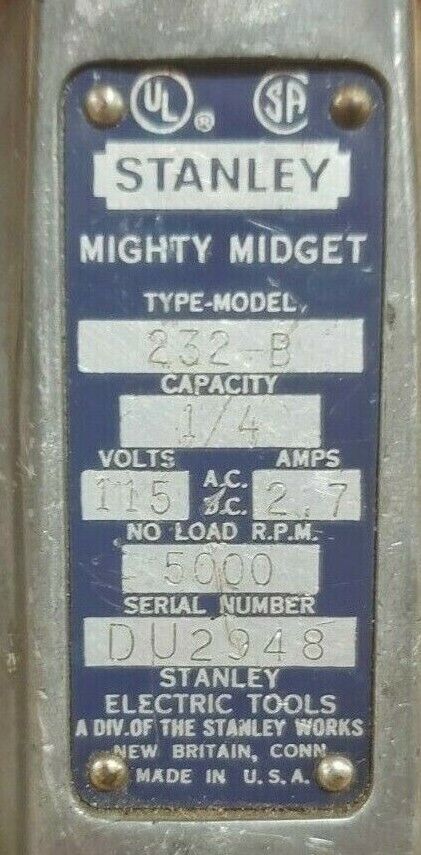 UL ® SA
STANLEY
MIGHTY MIDGET
TYPE-MODEL
232-B
CAPACITY
1/4
VOLTS A.C. AMPS
115 D.C. 2.7
NO LOAD R.P.M.
5000
SERIAL NUMBER
DU2948
STANLEY
ELECTRIC TOOLS
A DIV. OF THE STANLEY WORKS
NEW BRITAIN, CONN.
MADE IN U.S.A.